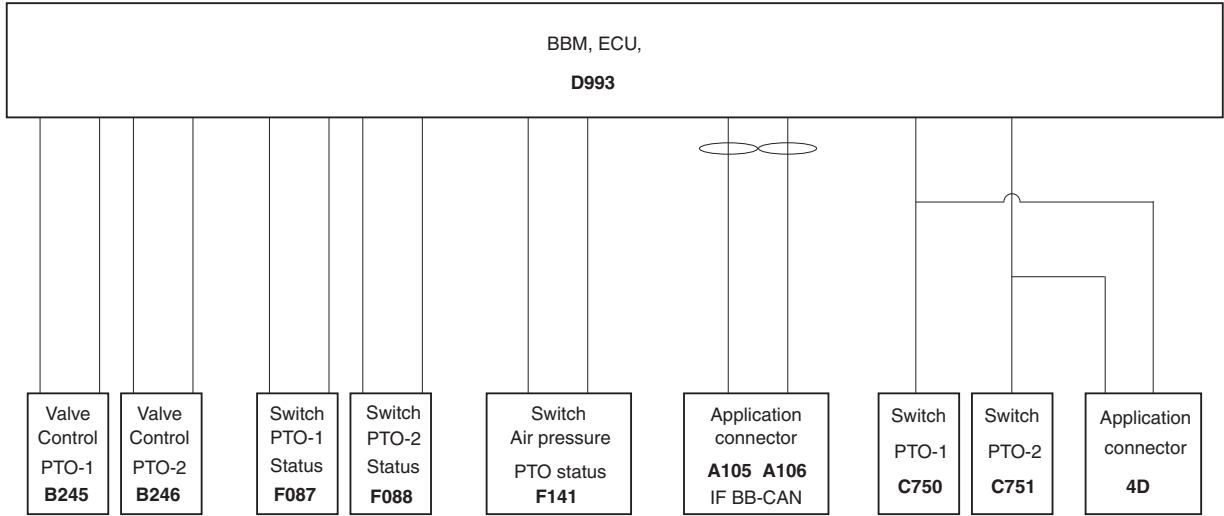 BBM, ECU,
D993
Valve
Control
PTO-1
B245
Valve
Control
PTO-2
B246
Switch
PTO-1
Status
F087
Switch
PTO-2
Status
F088
Switch
Air pressure
PTO status
F141
Application
connector
A105 A106
IF BB-CAN
Switch
PTO-1
C750
Switch
PTO-2
C751
Application
connector
4D